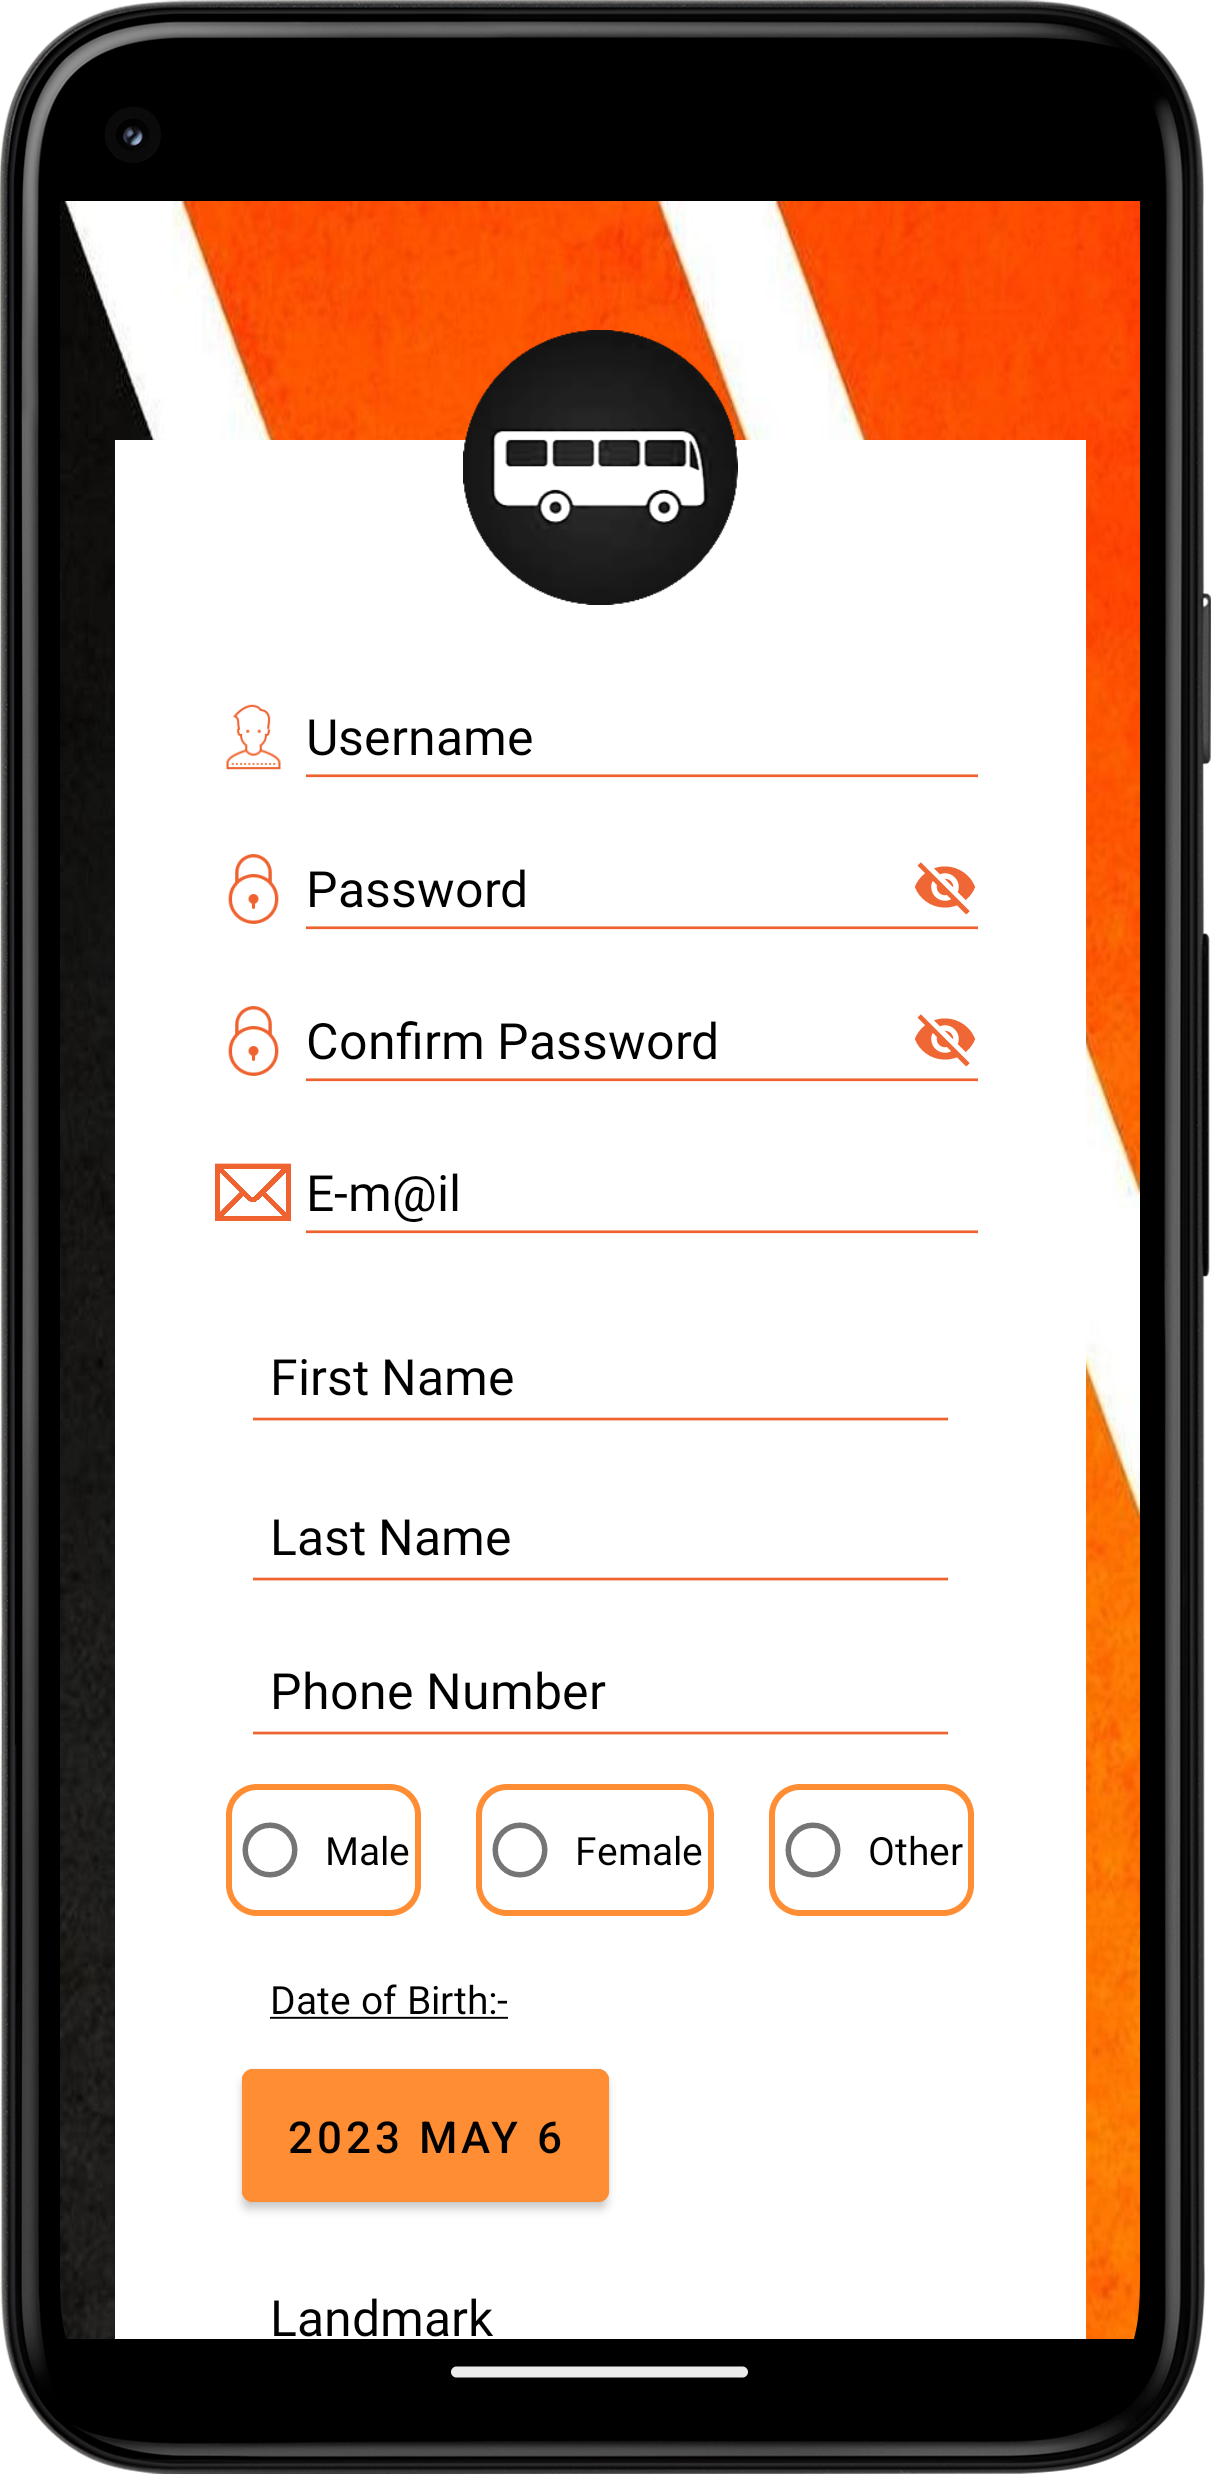 Username
Password
Confirm Password
E-m@il
First Name
Last Name
Phone Number
Male Female Other
Date of Birth:-
2023 MAY 6
Landmark